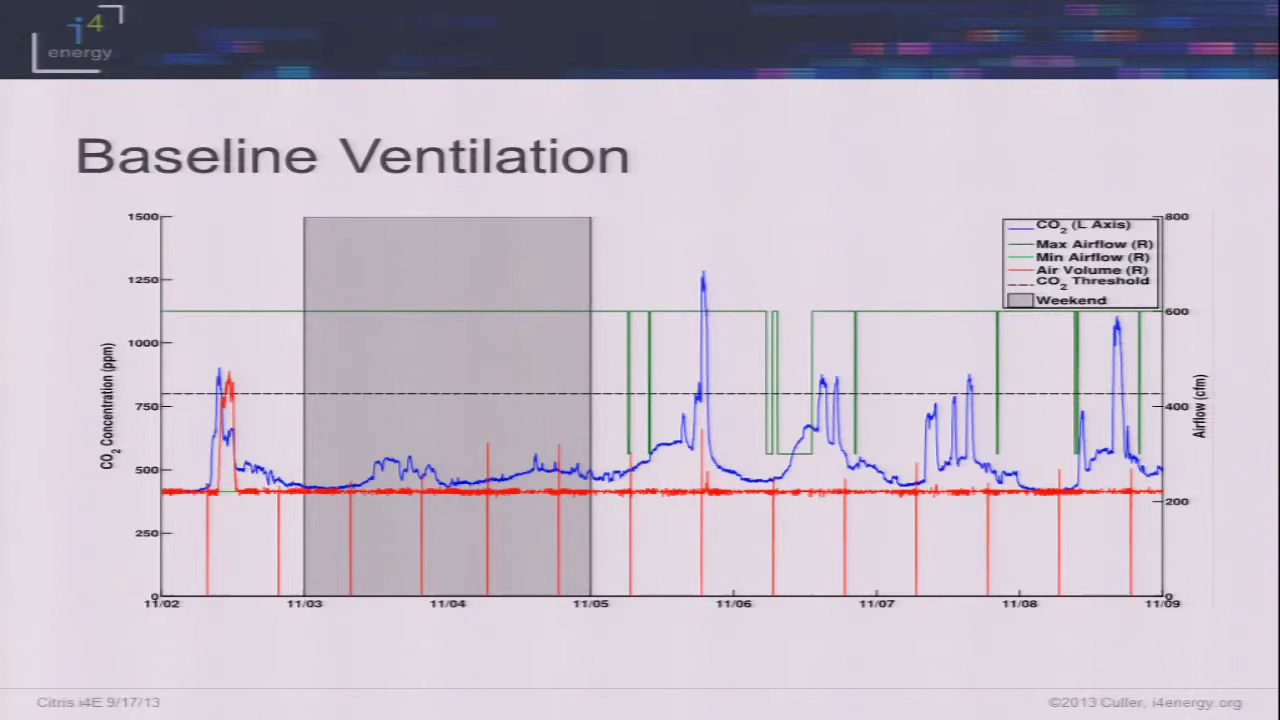 i4
energy
Baseline Ventilation
1500
1250
1000
750
500
250
0
CO2 Concentration (ppm)
800
600
400
200
0
Airflow (cfm)
CO2 (L Axis)
Max Airflow (R)
Min Airflow (R)
Air Volume (R)
CO2 Threshold
Weekend
11/02
11/03
11/04
11/05
11/06
11/07
11/08
11/09
Citris i4E 9/17/13
©2013 Culler, i4energy.org